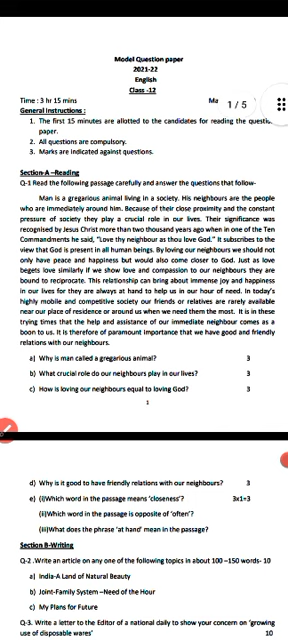 Model Question paper
2021-22
English
Class -12
Time : 3 hr 15 mins Ma 1 / 5
General Instructions :
1. The first 15 minutes are allotted to the candidates for reading the
paper.
2. All questions are compulsory.
3. Marks are indicated against questions.
Section-A –Reading
Q-1 Read the following passage carefully and answer the questions that follow-
Man is a gregarious animal living in a society. His neighbours are the people
who are immediately around him. Because of their close proximity and the constant
pressure of society they play a crucial role in our lives. Their significance was
recognised by Jesus Christ more than two thousand years ago when in one of the Ten
Commandments he said, "Love thy neighbour as thou love God." It subscribes to the
view that God is present in all human beings. By loving our neighbours we should not
only have peace and happiness but would also come closer to God. Just as love
begets love similarly if we show love and compassion to our neighbours they are
bound to reciprocate. This relationship can bring about immense joy and happiness
in our lives for they are always at hand to help us in our hour of need. In today's
highly mobile and competitive society our friends or relatives are rarely available
near our place of residence or around us when we need them the most. It is in these
trying times that the help and assistance of our immediate neighbour comes as a
boon to us. It is therefore of paramount importance that we have good and friendly
relations with our neighbours.
a) Why is man called a gregarious animal? 3
b) What crucial role do our neighbours play in our lives? 3
c) How is loving our neighbours equal to loving God? 3
1
d) Why is it good to have friendly relations with our neighbours? 3
e) (i)Which word in the passage means 'closeness'? 3x1=3
(ii)Which word in the passage is opposite of 'often'?
(iii)What does the phrase 'at hand' mean in the passage?
Section B-Writing
Q-2 .Write an article on any one of the following topics in about 100 –150 words- 10
a) India-A Land of Natural Beauty
b) Joint-Family System –Need of the Hour
c) My Plans for Future
Q-3. Write a letter to the Editor of a national daily to show your concern on 'growing
use of disposable wares' 10